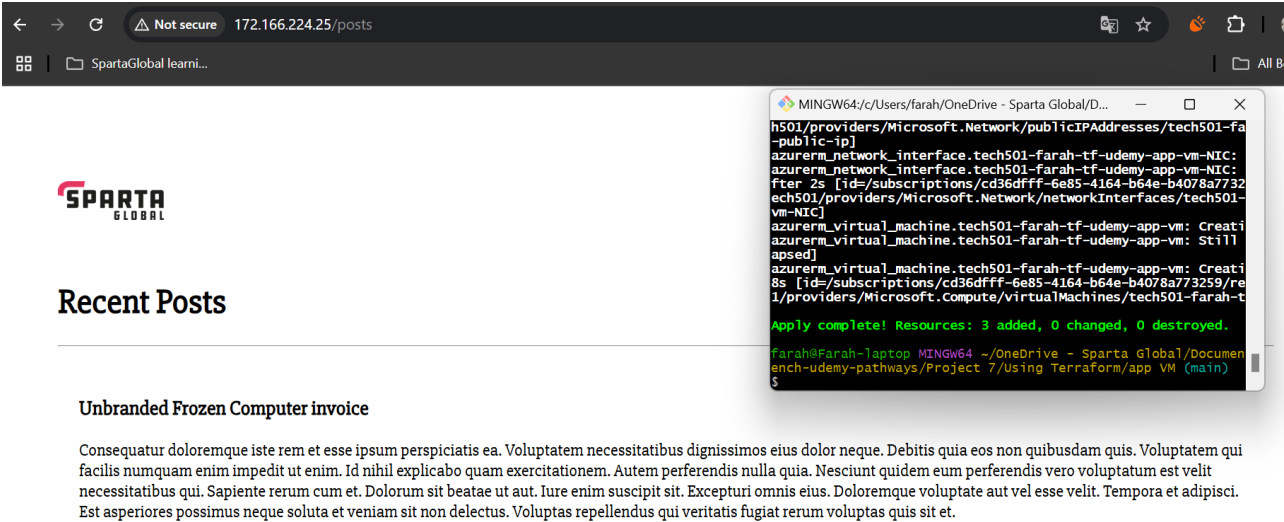 Not secure 172.166.224.25/posts
SpartaGlobal learni...
All B
MINGW64:/c/Users/farah/OneDrive - Sparta Global/D...
h501/providers/Microsoft.Network/publicIPAddresses/tech501-fa
-public-ip]
azurerm_network_interface.tech501-farah-tf-udemy-app-vm-NIC:
azurerm_network_interface.tech501-farah-tf-udemy-app-vm-NIC:
fter 2s [id=/subscriptions/cd36dfff-6e85-4164-b64e-b4078a7732
ech501/providers/Microsoft.Network/networkInterfaces/tech501-
vm-NIC]
azurerm_virtual_machine.tech501-farah-tf-udemy-app-vm: Creati
azurerm_virtual_machine.tech501-farah-tf-udemy-app-vm: Still
apsed]
azurerm_virtual_machine.tech501-farah-tf-udemy-app-vm: Creati
8s [id=/subscriptions/cd36dfff-6e85-4164-b64e-b4078a773259/re
1/providers/Microsoft.Compute/virtualMachines/tech501-farah-t
Apply complete! Resources: 3 added, 0 changed, 0 destroyed.
farah@Farah-laptop MINGW64 ~/OneDrive - Sparta Global/Documen
ench-udemy-pathways/Project 7/Using Terraform/app VM (main)
$
SPARTA
GLOBAL
Recent Posts
Unbranded Frozen Computer invoice
Consequatur doloremque iste rem et esse ipsum perspiciatis ea. Voluptatem necessitatibus dignissimos eius dolor neque. Debitis quia eos non quibusdam quis. Voluptatem qui
facilis numquam enim impedit ut enim. Id nihil explicabo quam exercitationem. Autem perferendis nulla quia. Nesciunt quidem eum perferendis vero voluptatum est velit
necessitatibus qui. Sapiente rerum cum et. Dolorum sit beatae ut aut. Iure enim suscipit sit. Excepturi omnis eius. Doloremque voluptate aut vel esse velit. Tempora et adipisci.
Est asperiores possimus neque soluta et veniam sit non delectus. Voluptas repellendus qui veritatis fugiat rerum voluptas quis sit et.